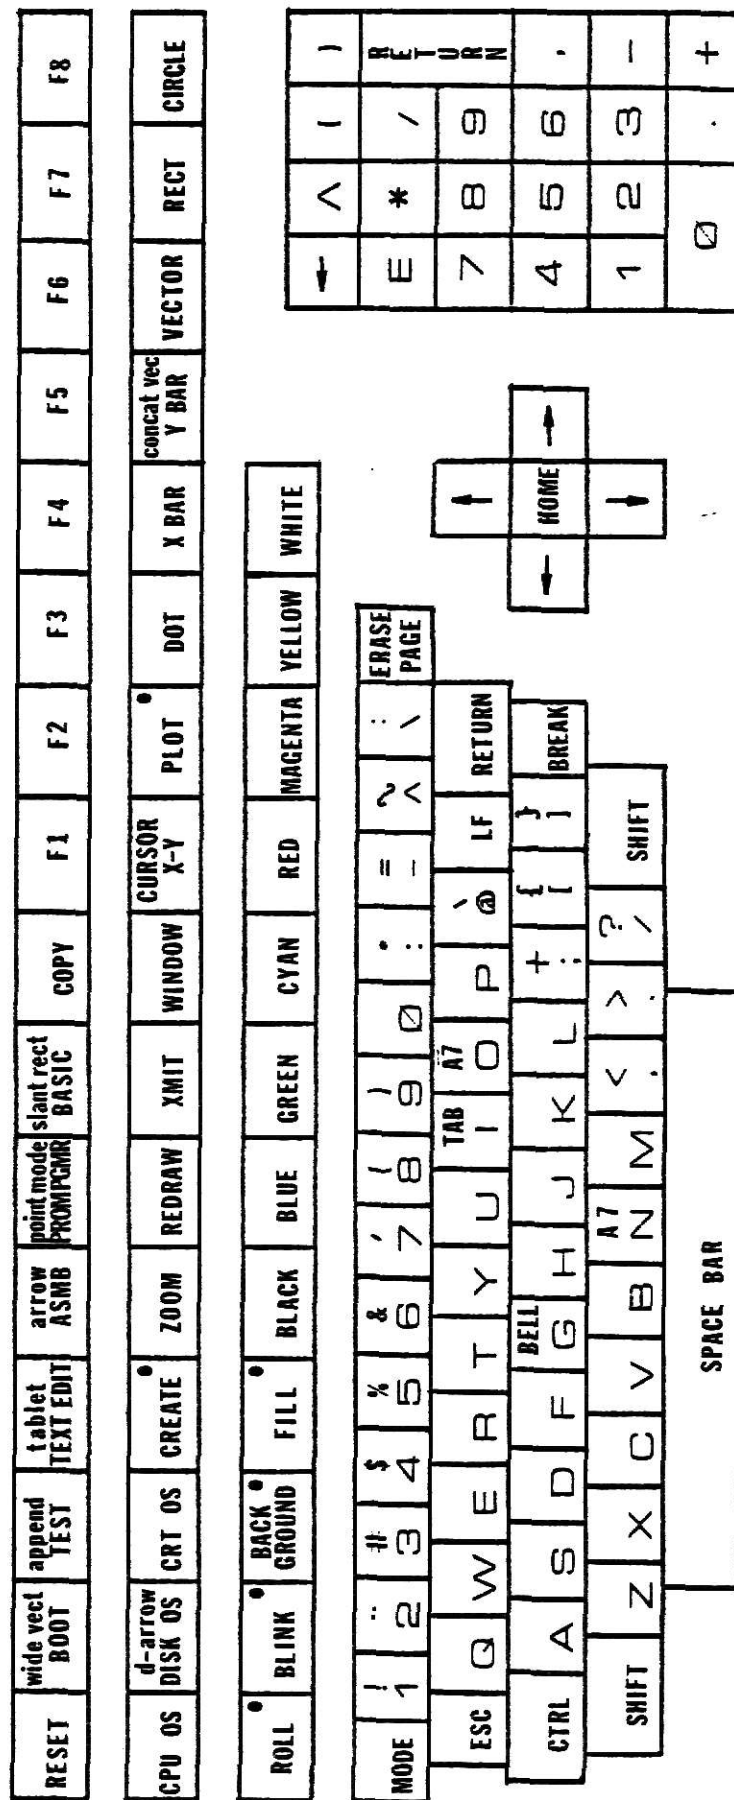 RESET
wide vect
BOOT
append
TEST
tablet
TEXT EDIT
arrow
ASMB
point mode
PROMPGMR
slant rect
BASIC
COPY
F1
F2
F3
F4
F5
F6
F7
F8
CPU OS
d-arrow
DISK OS
CRT OS
CREATE
ZOOM
REDRAW
XMIT
WINDOW
CURSOR
X-Y
PLOT
DOT
X BAR
concat vec
Y BAR
VECTOR
RECT
CIRCLE
ROLL
BLINK
BACK
GROUND
FILL
BLACK
BLUE
GREEN
CYAN
RED
MAGENTA
YELLOW
WHITE
MODE
!
1
"
2
#
3
$
4
%
5
&
6
'
7
(
8
)
9
0
*
:
=
-
~
^
|
\
ERASE
PAGE
ESC
Q
W
E
R
T
Y
U
TAB
I
A7
O
P
`
@
LF
RETURN
CTRL
A
S
D
F
BELL
G
H
J
K
L
+
;
{
[
}
]
BREAK
SHIFT
Z
X
C
V
B
A7
N
M
<
,
>
.
?
/
SHIFT
SPACE BAR
← ↑ HOME ↓ →
← ^ ( )
E * / RETURN
7 8 9
4 5 6 ,
1 2 3 -
0 . +